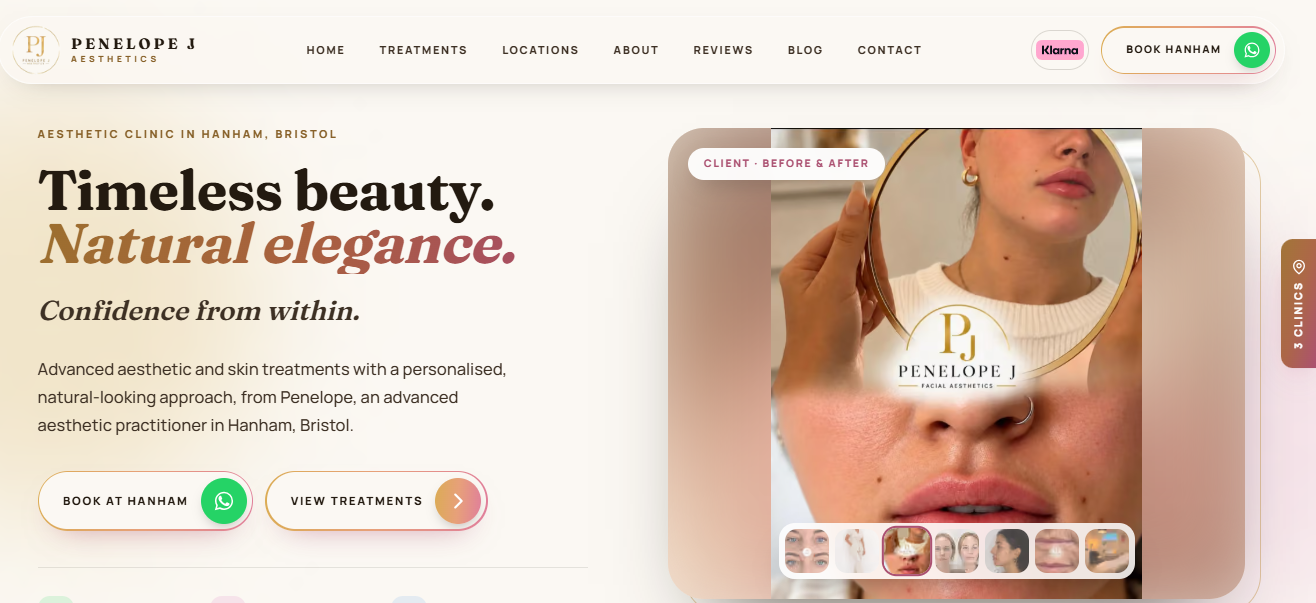 PJ
PENELOPE J
AESTHETICS
HOME
TREATMENTS
LOCATIONS
ABOUT
REVIEWS
BLOG
CONTACT
Klarna
BOOK HANHAM
AESTHETIC CLINIC IN HANHAM, BRISTOL
Timeless beauty.
Natural elegance.
Confidence from within.
Advanced aesthetic and skin treatments with a personalised,
natural-looking approach, from Penelope, an advanced
aesthetic practitioner in Hanham, Bristol.
BOOK AT HANHAM
VIEW TREATMENTS
CLIENT · BEFORE & AFTER
PJ
PENELOPE J
FACIAL AESTHETICS
3 CLINICS